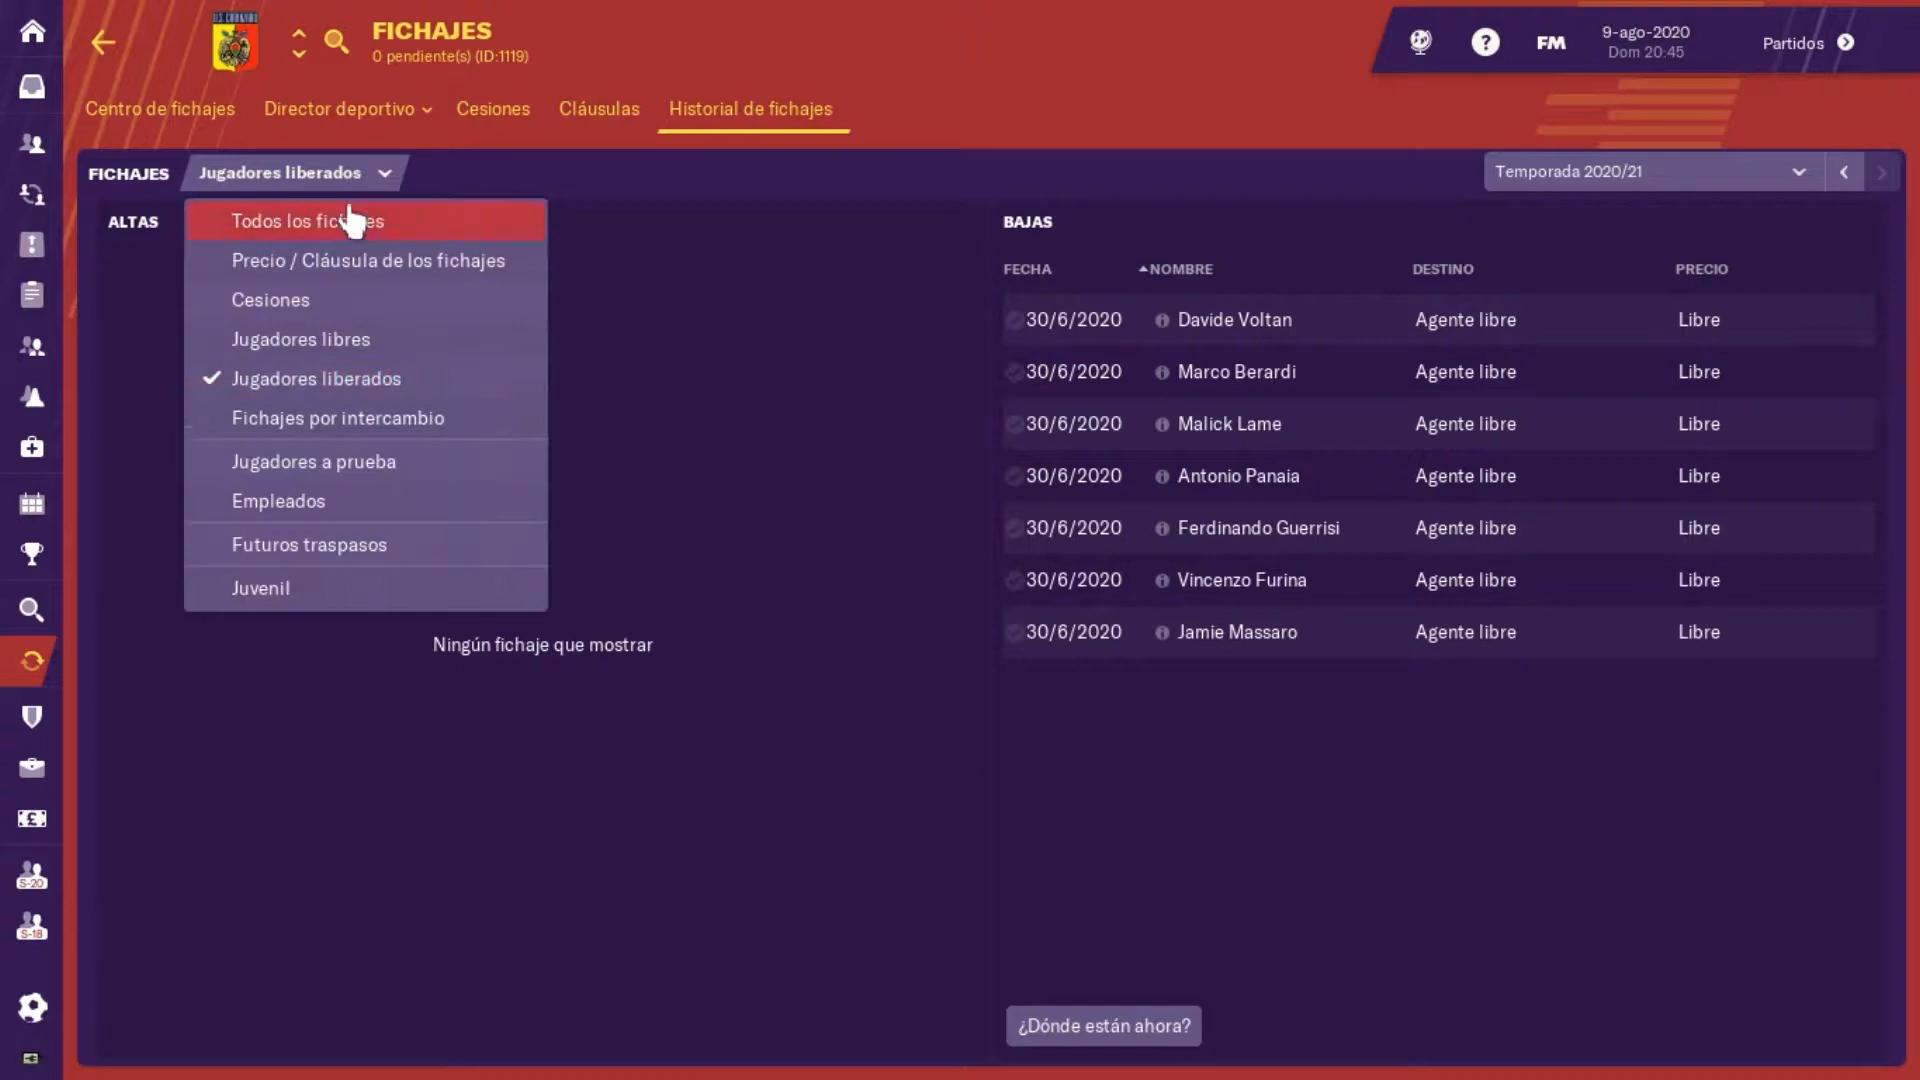 FICHAJES
0 pendiente(s) (ID:1119)
FM
9-ago-2020
Dom 20:45
Partidos
Centro de fichajes
Director deportivo
Cesiones
Cláusulas
Historial de fichajes
FICHAJES
Jugadores liberados
Temporada 2020/21
ALTAS
Todos los
Precio / Cláusula de los fichajes
Cesiones
Jugadores libres
Jugadores liberados
Fichajes por intercambio
Jugadores a prueba
Empleados
Futuros traspasos
Juvenil
Ningún fichaje que mostrar
BAJAS
FECHA NOMBRE DESTINO PRECIO
30/6/2020 Davide Voltan Agente libre Libre
30/6/2020 Marco Berardi Agente libre Libre
30/6/2020 Malick Lame Agente libre Libre
30/6/2020 Antonio Panaia Agente libre Libre
30/6/2020 Ferdinando Guerrisi Agente libre Libre
30/6/2020 Vincenzo Furina Agente libre Libre
30/6/2020 Jamie Massaro Agente libre Libre
¿Dónde están ahora?
S-20
S-18